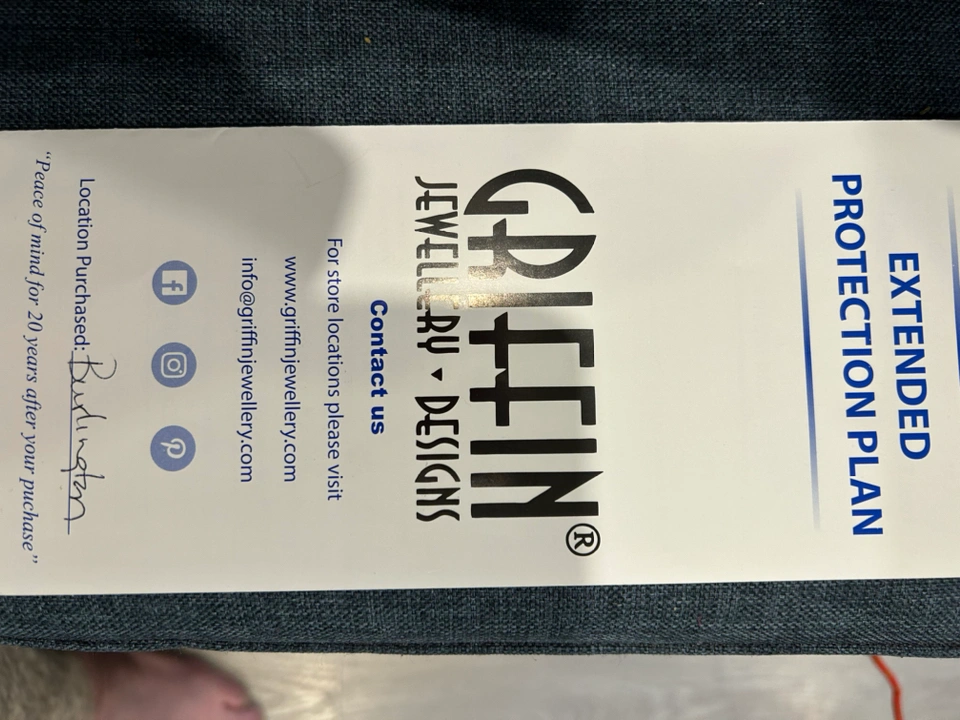 EXTENDED
PROTECTION PLAN
GRIFFIN®
JEWELLERY ▾ DESIGNS
Contact us
For store locations please visit
www.griffinjewellery.com
info@griffinjewellery.com
Location Purchased: Burlington
“Peace of mind for 20 years after your puchase”